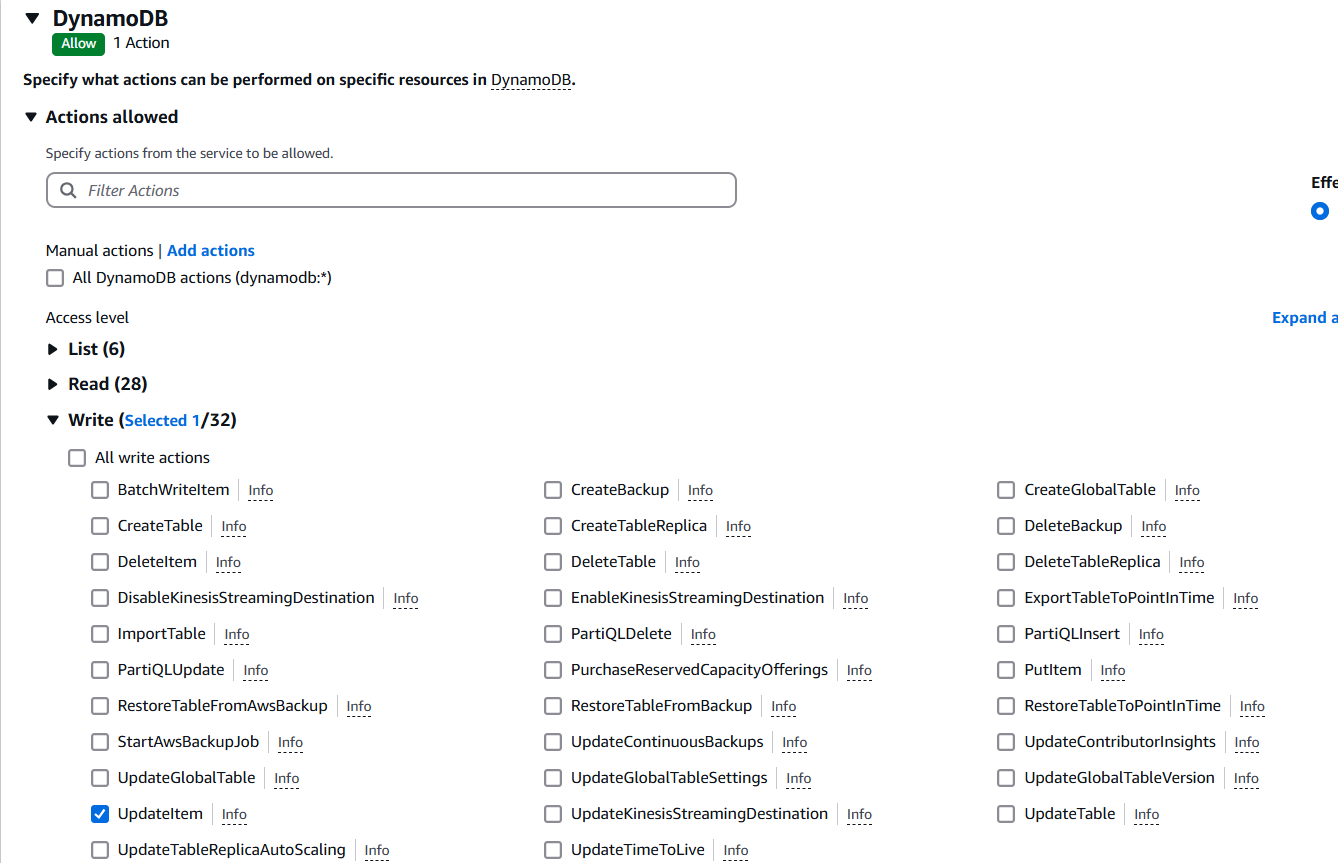 DynamoDB
Allow 1 Action
Specify what actions can be performed on specific resources in DynamoDB.
Actions allowed
Specify actions from the service to be allowed.
Filter Actions
Manual actions | Add actions
All DynamoDB actions (dynamodb:*)
Access level
List (6)
Read (28)
Write (Selected 1/32)
All write actions
BatchWriteItem Info CreateBackup Info CreateGlobalTable Info
CreateTable Info CreateTableReplica Info DeleteBackup Info
DeleteItem Info DeleteTable Info DeleteTableReplica Info
DisableKinesisStreamingDestination Info EnableKinesisStreamingDestination Info ExportTableToPointInTime Info
ImportTable Info PartiQLDelete Info PartiQLInsert Info
PartiQLUpdate Info PurchaseReservedCapacityOfferings Info PutItem Info
RestoreTableFromAwsBackup Info RestoreTableFromBackup Info RestoreTableToPointInTime Info
StartAwsBackupJob Info UpdateContinuousBackups Info UpdateContributorInsights Info
UpdateGlobalTable Info UpdateGlobalTableSettings Info UpdateGlobalTableVersion Info
UpdateItem Info UpdateKinesisStreamingDestination Info UpdateTable Info
UpdateTableReplicaAutoScaling Info UpdateTimeToLive Info
Expand